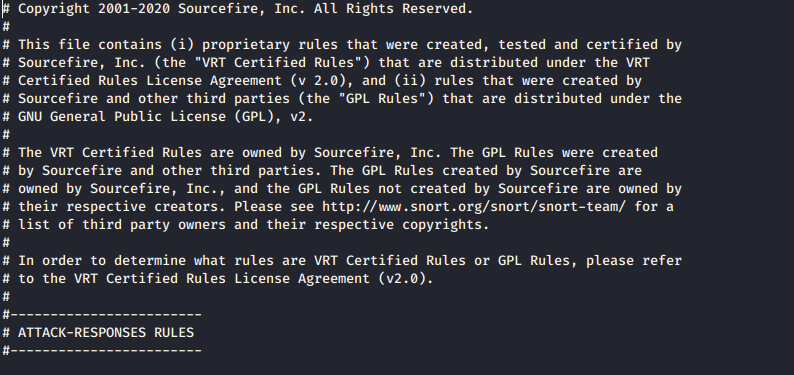 # Copyright 2001-2020 Sourcefire, Inc. All Rights Reserved.
#
# This file contains (i) proprietary rules that were created, tested and certified by
# Sourcefire, Inc. (the "VRT Certified Rules") that are distributed under the VRT
# Certified Rules License Agreement (v 2.0), and (ii) rules that were created by
# Sourcefire and other third parties (the "GPL Rules") that are distributed under the
# GNU General Public License (GPL), v2.
#
# The VRT Certified Rules are owned by Sourcefire, Inc. The GPL Rules were created
# by Sourcefire and other third parties. The GPL Rules created by Sourcefire are
# owned by Sourcefire, Inc., and the GPL Rules not created by Sourcefire are owned by
# their respective creators. Please see http://www.snort.org/snort/snort-team/ for a
# list of third party owners and their respective copyrights.
#
# In order to determine what rules are VRT Certified Rules or GPL Rules, please refer
# to the VRT Certified Rules License Agreement (v2.0).
#
#------------------------
# ATTACK-RESPONSES RULES
#------------------------